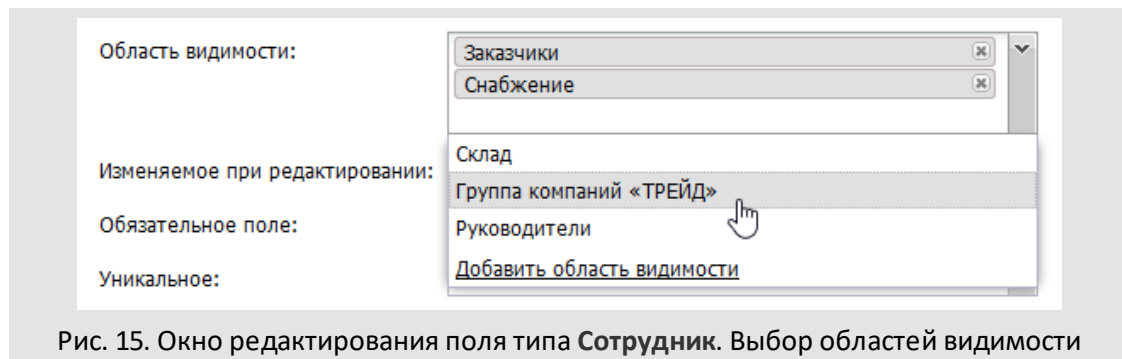 Область видимости:
Заказчики
Снабжение
Склад
Изменяемое при редактировании:
Группа компаний «ТРЕЙД»
Обязательное поле:
Руководители
Добавить область видимости
Уникальное:
Рис. 15. Окно редактирования поля типа Сотрудник. Выбор областей видимости